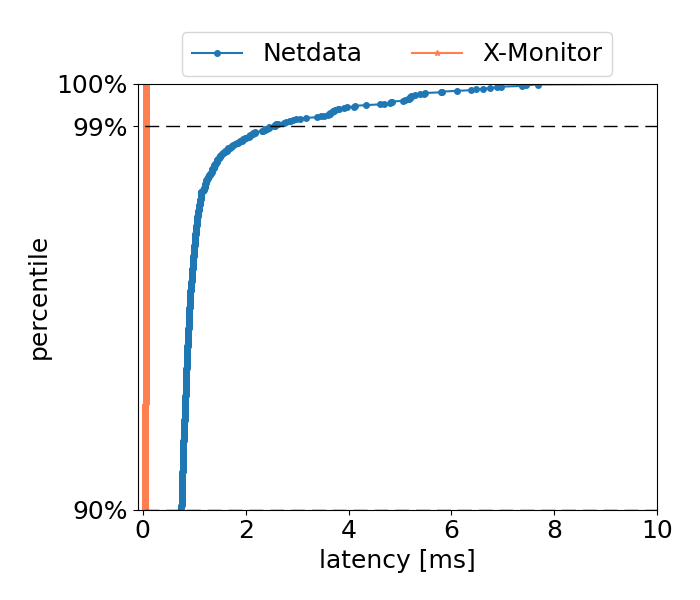 Netdata X-Monitor
100%
99%
percentile
90%
0 2 4 6 8 10
latency [ms]